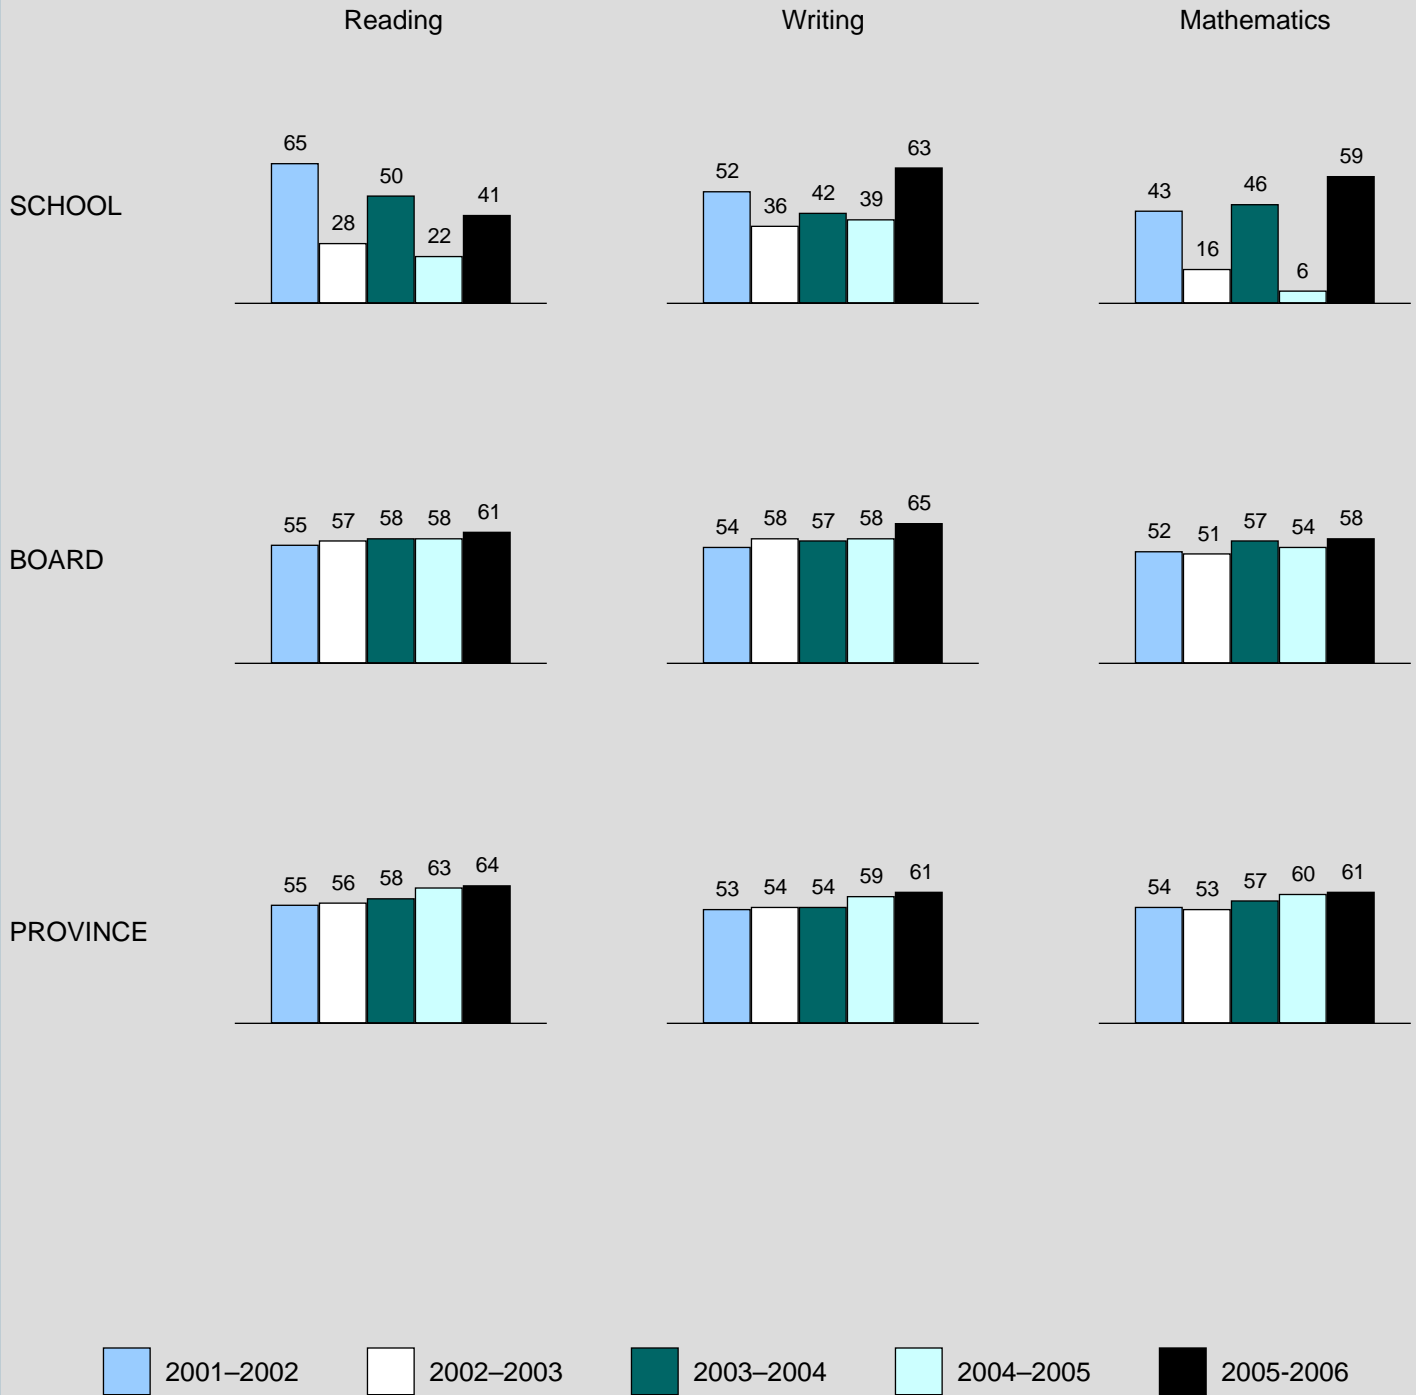 Reading Writing Mathematics
SCHOOL
65 28 50 22 41
52 36 42 39 63
43 16 46 6 59
BOARD
55 57 58 58 61
54 58 57 58 65
52 51 57 54 58
PROVINCE
55 56 58 63 64
53 54 54 59 61
54 53 57 60 61
2001–2002 2002–2003 2003–2004 2004–2005 2005-2006